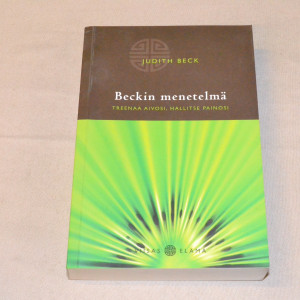 JUDITH BECK
Beckin menetelmä
TREENAA AIVOSI, HALLITSE PAINOSI
ELÄMÄ